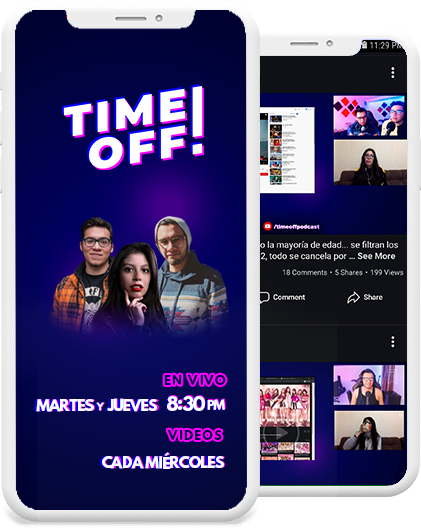 TIME
OFF!
EN VIVO
MARTES Y JUEVES 8:30 PM
VIDEOS
CADA MIÉRCOLES
11:29 PM
/timeoffpodcast
o la mayoría de edad... se filtran los
2, todo se cancela por ... See More
18 Comments • 5 Shares • 199 Views
Comment
Share